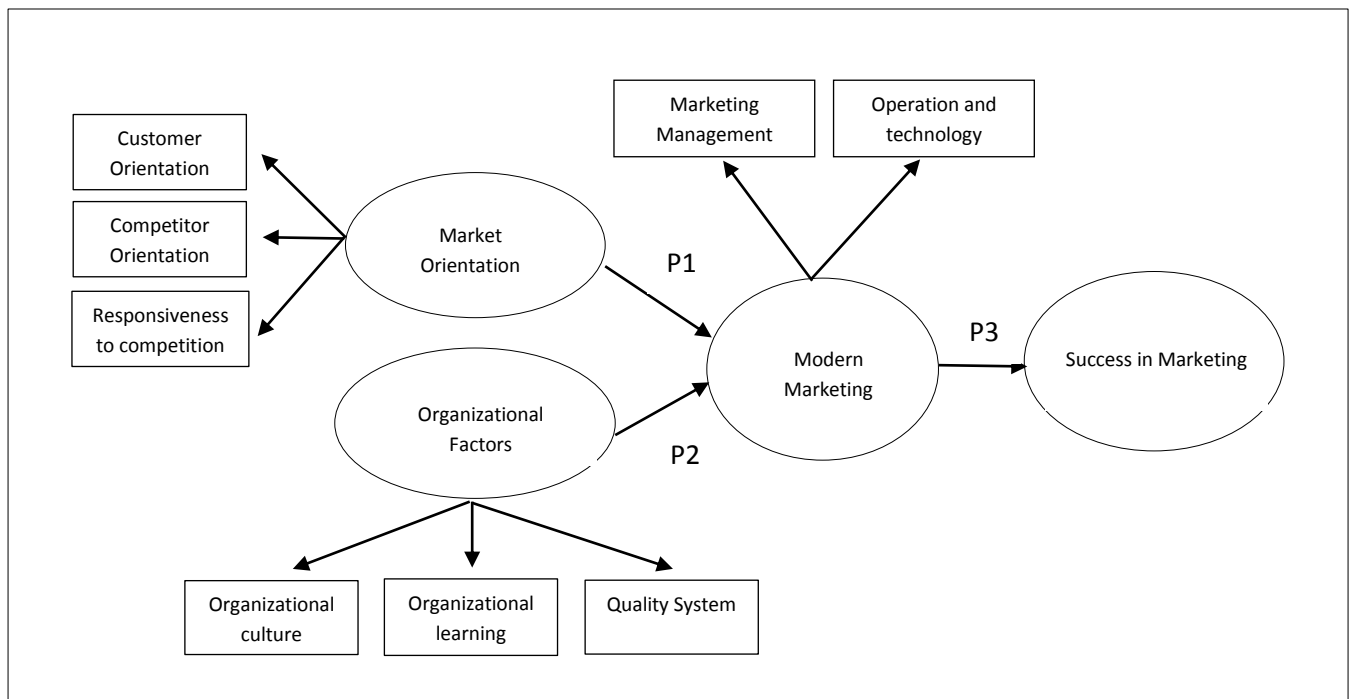 Marketing
Management
Operation and
technology
Customer
Orientation
Competitor
Orientation
Responsiveness
to competition
Market
Orientation
P1
Organizational
Factors
P2
Modern
Marketing
P3
Success in Marketing
Organizational
culture
Organizational
learning
Quality System